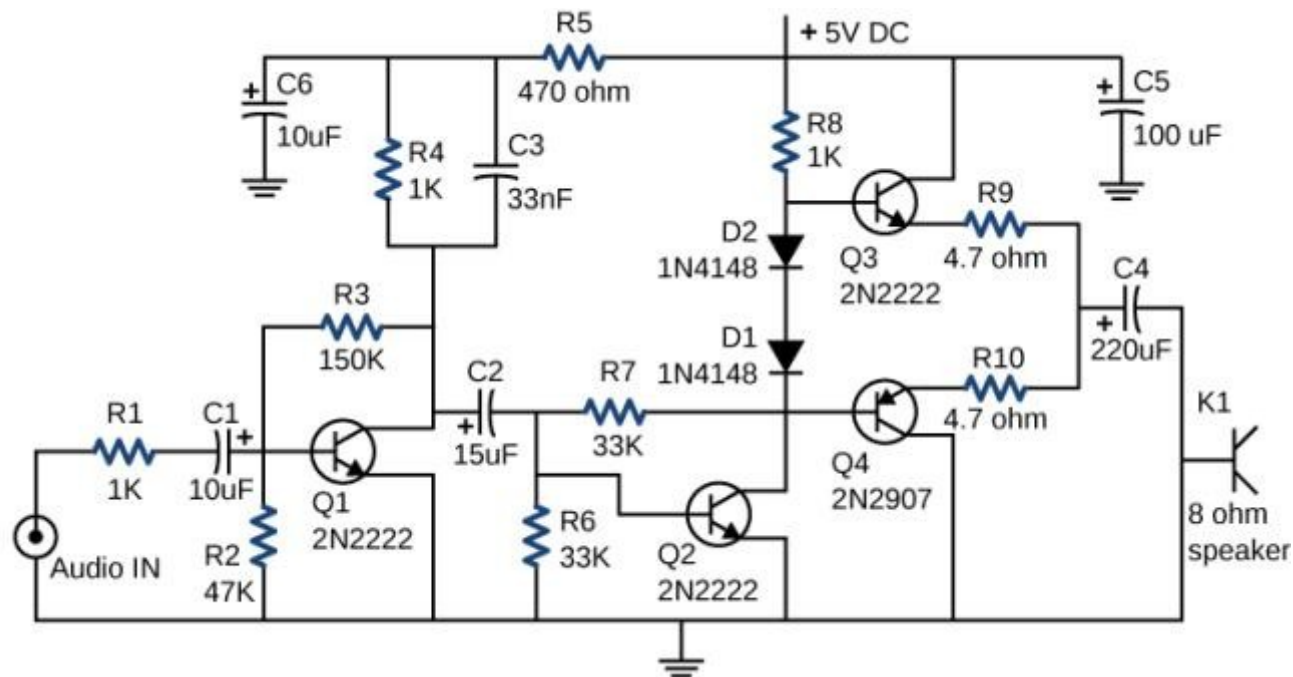 R5
470 ohm
+ 5V DC
+
C6
10uF
R4
1K
C3
33nF
R8
1K
+
C5
100 uF
D2
1N4148
Q3
2N2222
R9
4.7 ohm
C4
+
220uF
R3
150K
D1
1N4148
R10
4.7 ohm
C2
+
15uF
R7
33K
R1
1K
C1
+
10uF
Q1
2N2222
Q4
2N2907
K1
8 ohm
speaker
Audio IN
R2
47K
R6
33K
Q2
2N2222